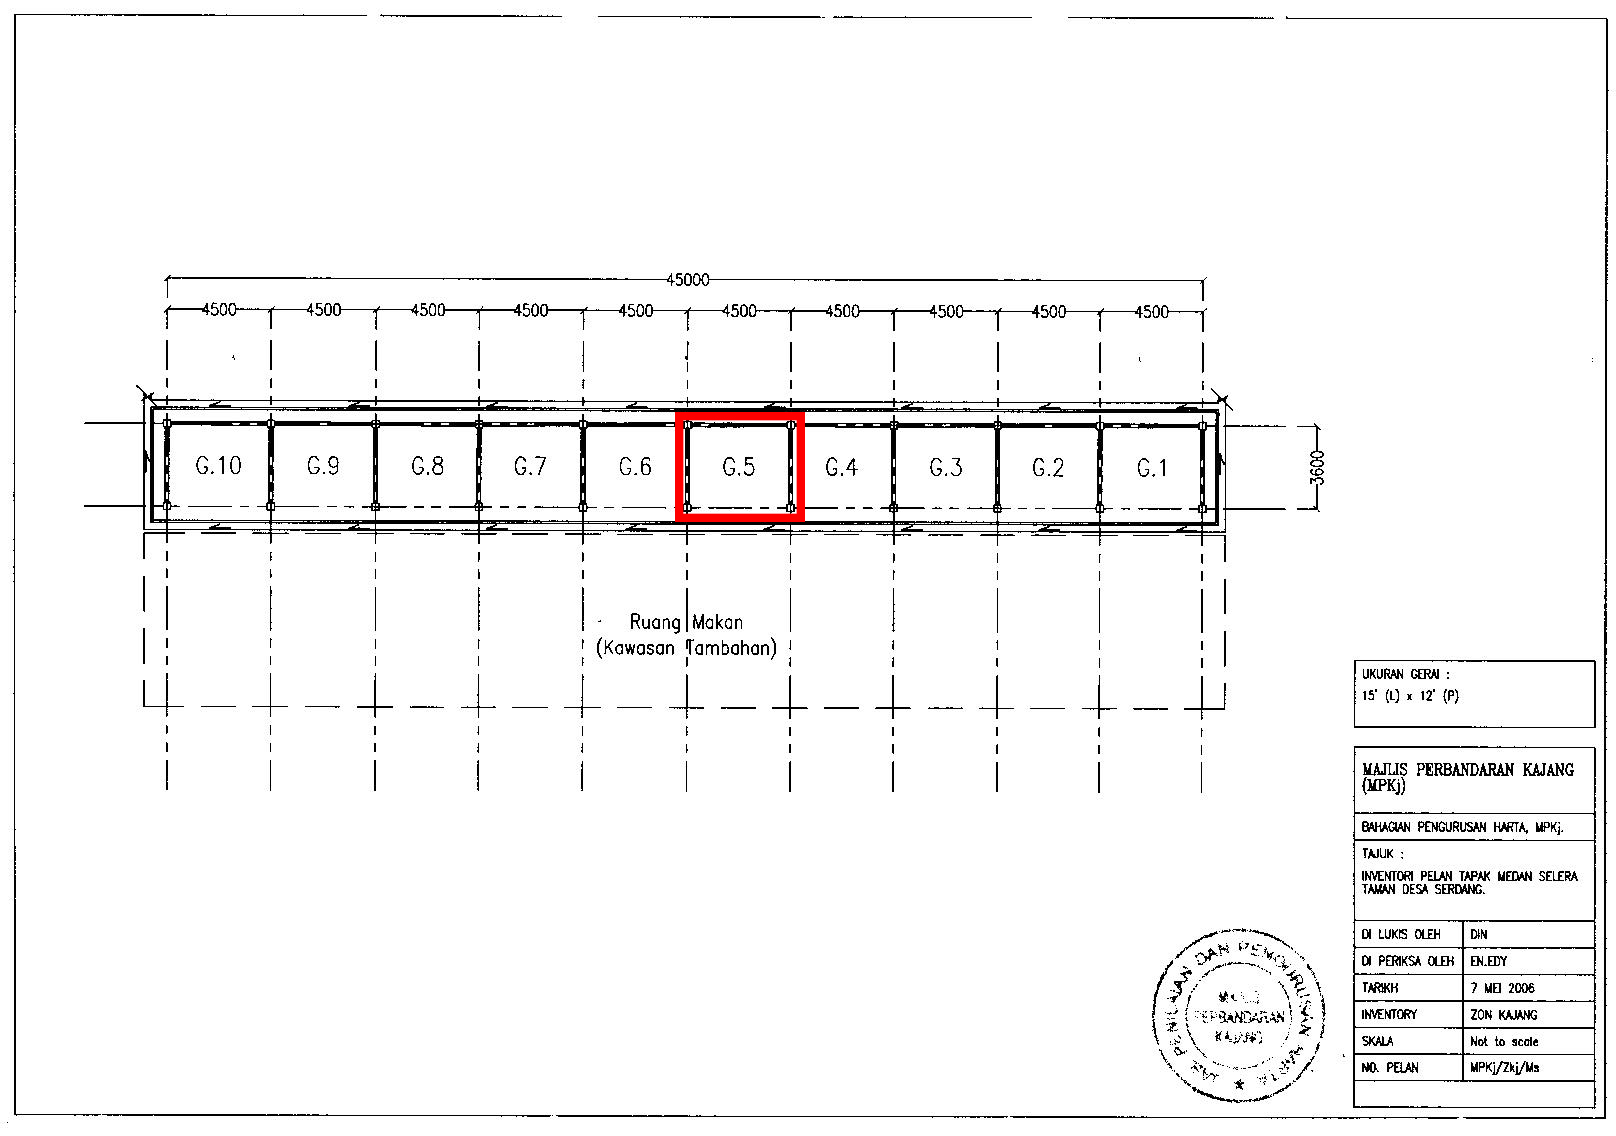 45000
4500 4500 4500 4500 4500 4500 4500 4500 4500 4500
G.10 G.9 G.8 G.7 G.6 G.5 G.4 G.3 G.2 G.1
3600
Ruang Makan
(Kawasan Tambahan)
UKURAN GERAI :
15' (L) x 12' (P)
MAJLIS PERBANDARAN KAJANG
(MPKj)
BAHAGIAN PENGURUSAN HARTA, MPKj.
TAJUK :
INVENTORI PELAN TAPAK MEDAN SELERA
TAMAN DESA SERDANG.
DI LUKIS OLEH DIN
DI PERIKSA OLEH EN.EDY
TARIKH 7 MEI 2006
INVENTORY ZON KAJANG
SKALA Not to scale
NO. PELAN MPKj/Zkj/Ms
JAB PENILAIAN DAN PENGURUSAN HARTA
MAJLIS
PERBANDARAN
KAJANG